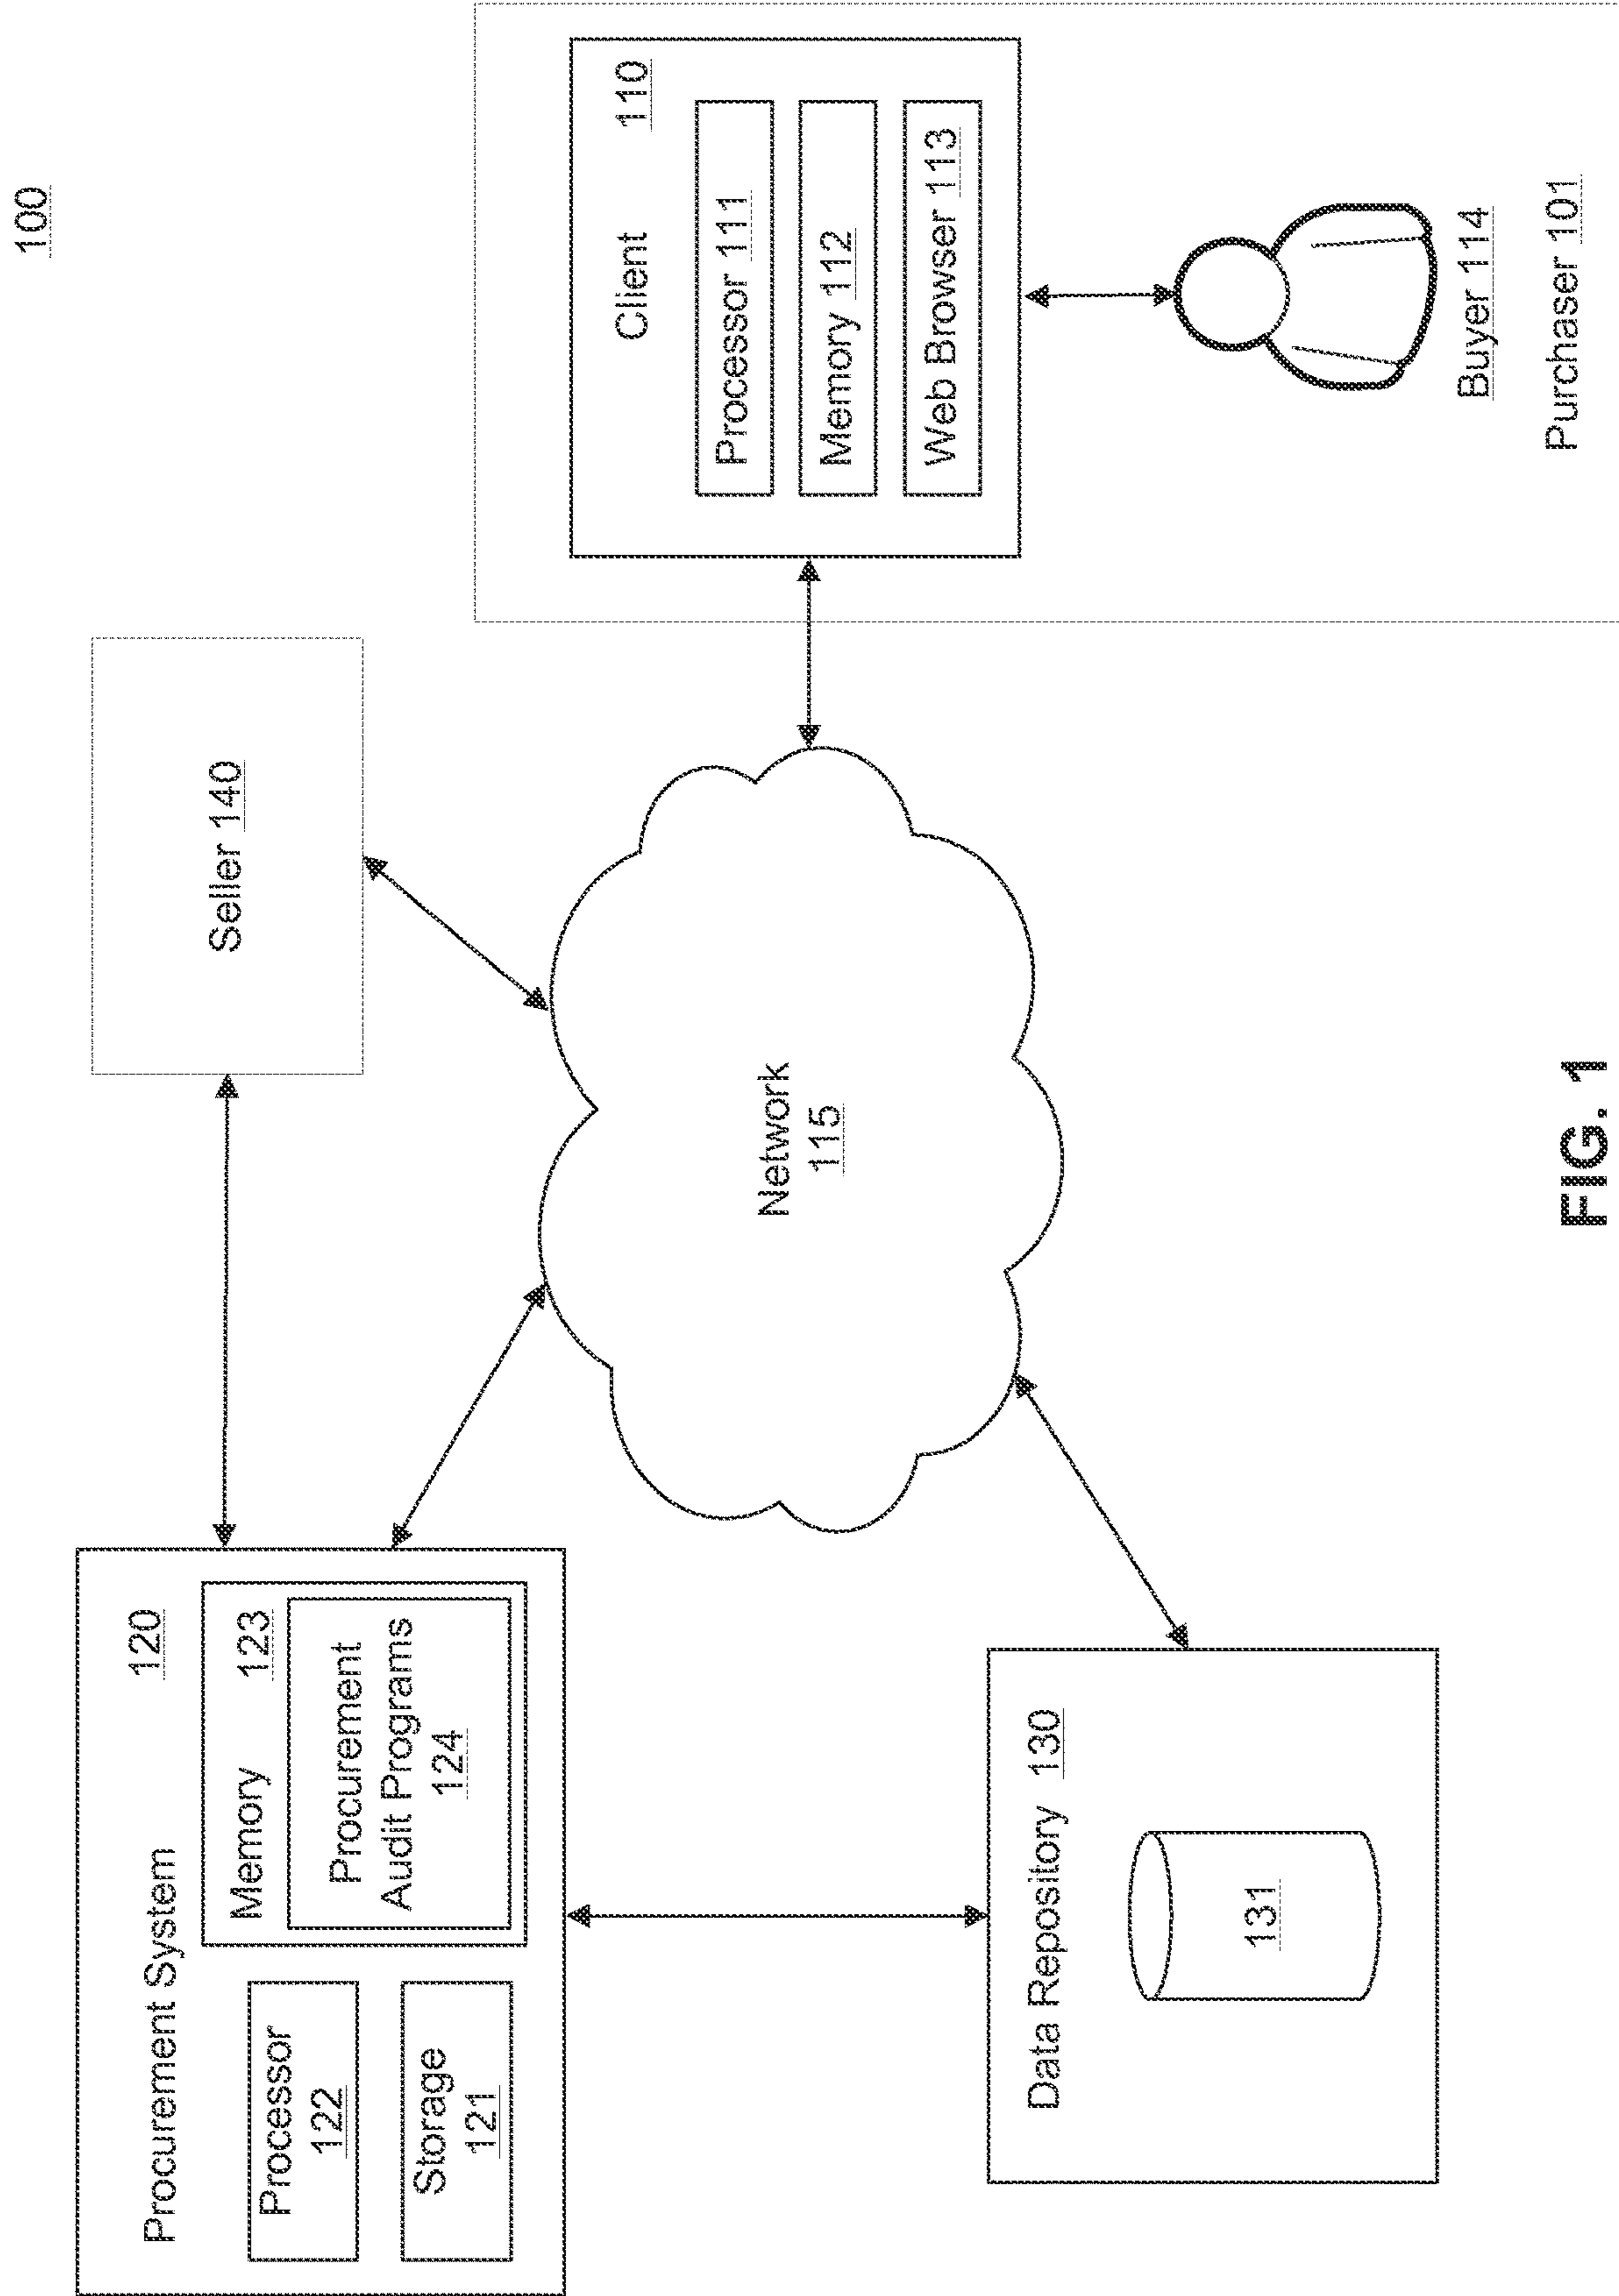 100
Procurement System 120
Processor
122
Storage
121
Memory 123
Procurement
Audit Programs
124
Seller 140
Client 110
Processor 111
Memory 112
Web Browser 113
Network
115
Data Repository 130
131
Buyer 114
Purchaser 101
FIG. 1